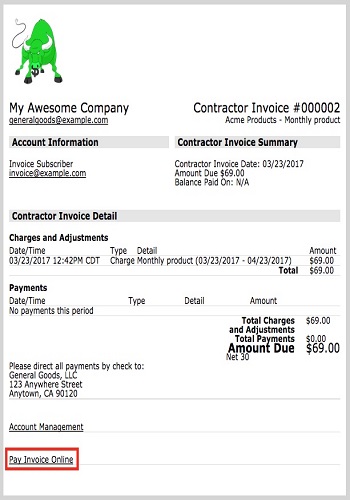 $
My Awesome Company
generalgoods@example.com
Contractor Invoice #000002
Acme Products - Monthly product
Account Information
Invoice Subscriber
invoice@example.com
Contractor Invoice Summary
Contractor Invoice Date: 03/23/2017
Amount Due $69.00
Balance Paid On: N/A
Contractor Invoice Detail
Charges and Adjustments
Date/Time Type Detail Amount
03/23/2017 12:42PM CDT Charge Monthly product (03/23/2017 - 04/23/2017) $69.00
Total $69.00
Payments
Date/Time Type Detail Amount
No payments this period
Total Charges and Adjustments $69.00
Total Payments $0.00
Amount Due $69.00
Net 30
Please direct all payments by check to:
General Goods, LLC
123 Anywhere Street
Anytown, CA 90120
Account Management
Pay Invoice Online